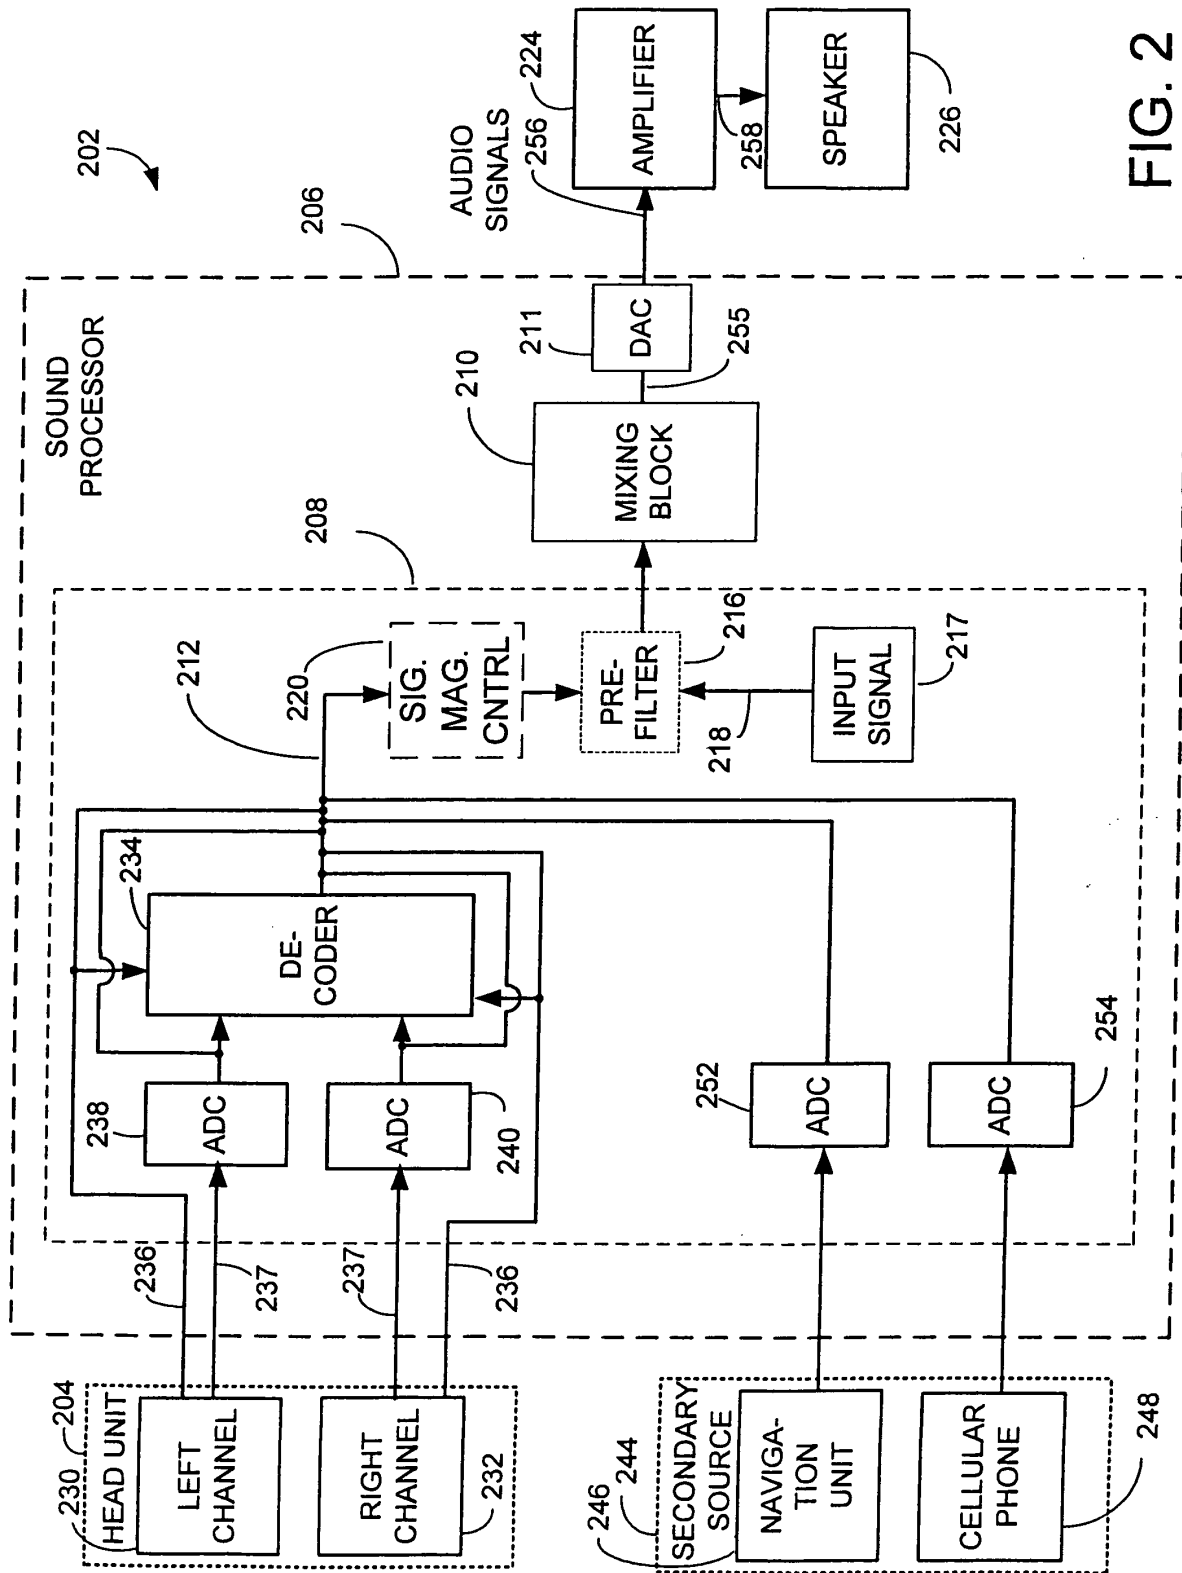 202
206
SOUND
PROCESSOR
208
210
211
DAC
255
MIXING
BLOCK
AUDIO
SIGNALS
256
224
AMPLIFIER
258
SPEAKER
226
212
220
SIG.
MAG.
CNTRL
PRE-
FILTER
216
218
INPUT
SIGNAL
217
234
DE-
CODER
238
ADC
ADC
240
252
ADC
ADC
254
236
237
237
236
204
HEAD UNIT
230
LEFT
CHANNEL
RIGHT
CHANNEL
232
SECONDARY
SOURCE
244
246
NAVIGA-
TION
UNIT
CELLULAR
PHONE
248
FIG. 2